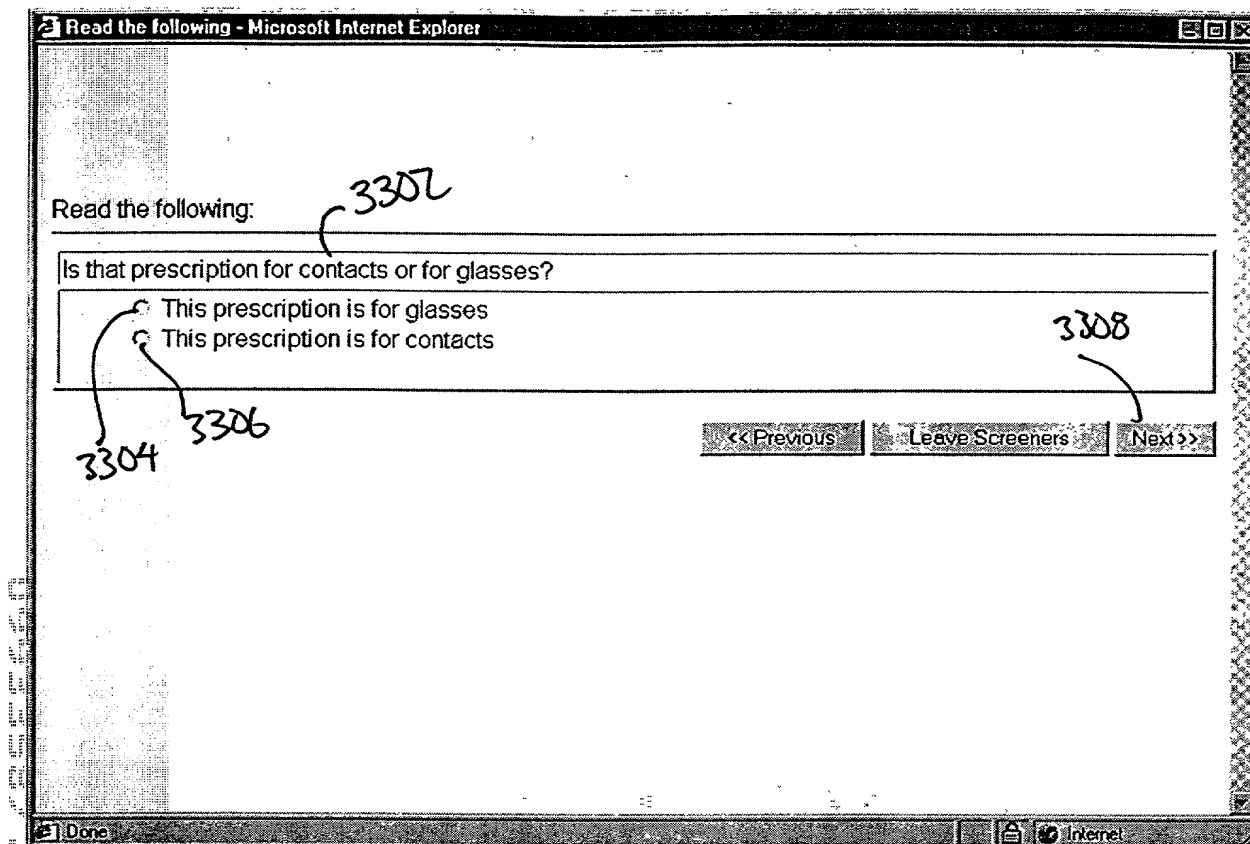 Read the following - Microsoft Internet Explorer
3302
Read the following:
Is that prescription for contacts or for glasses?
This prescription is for glasses
This prescription is for contacts
3308
3306
3304
<< Previous Leave Screeners Next >>
Done Internet